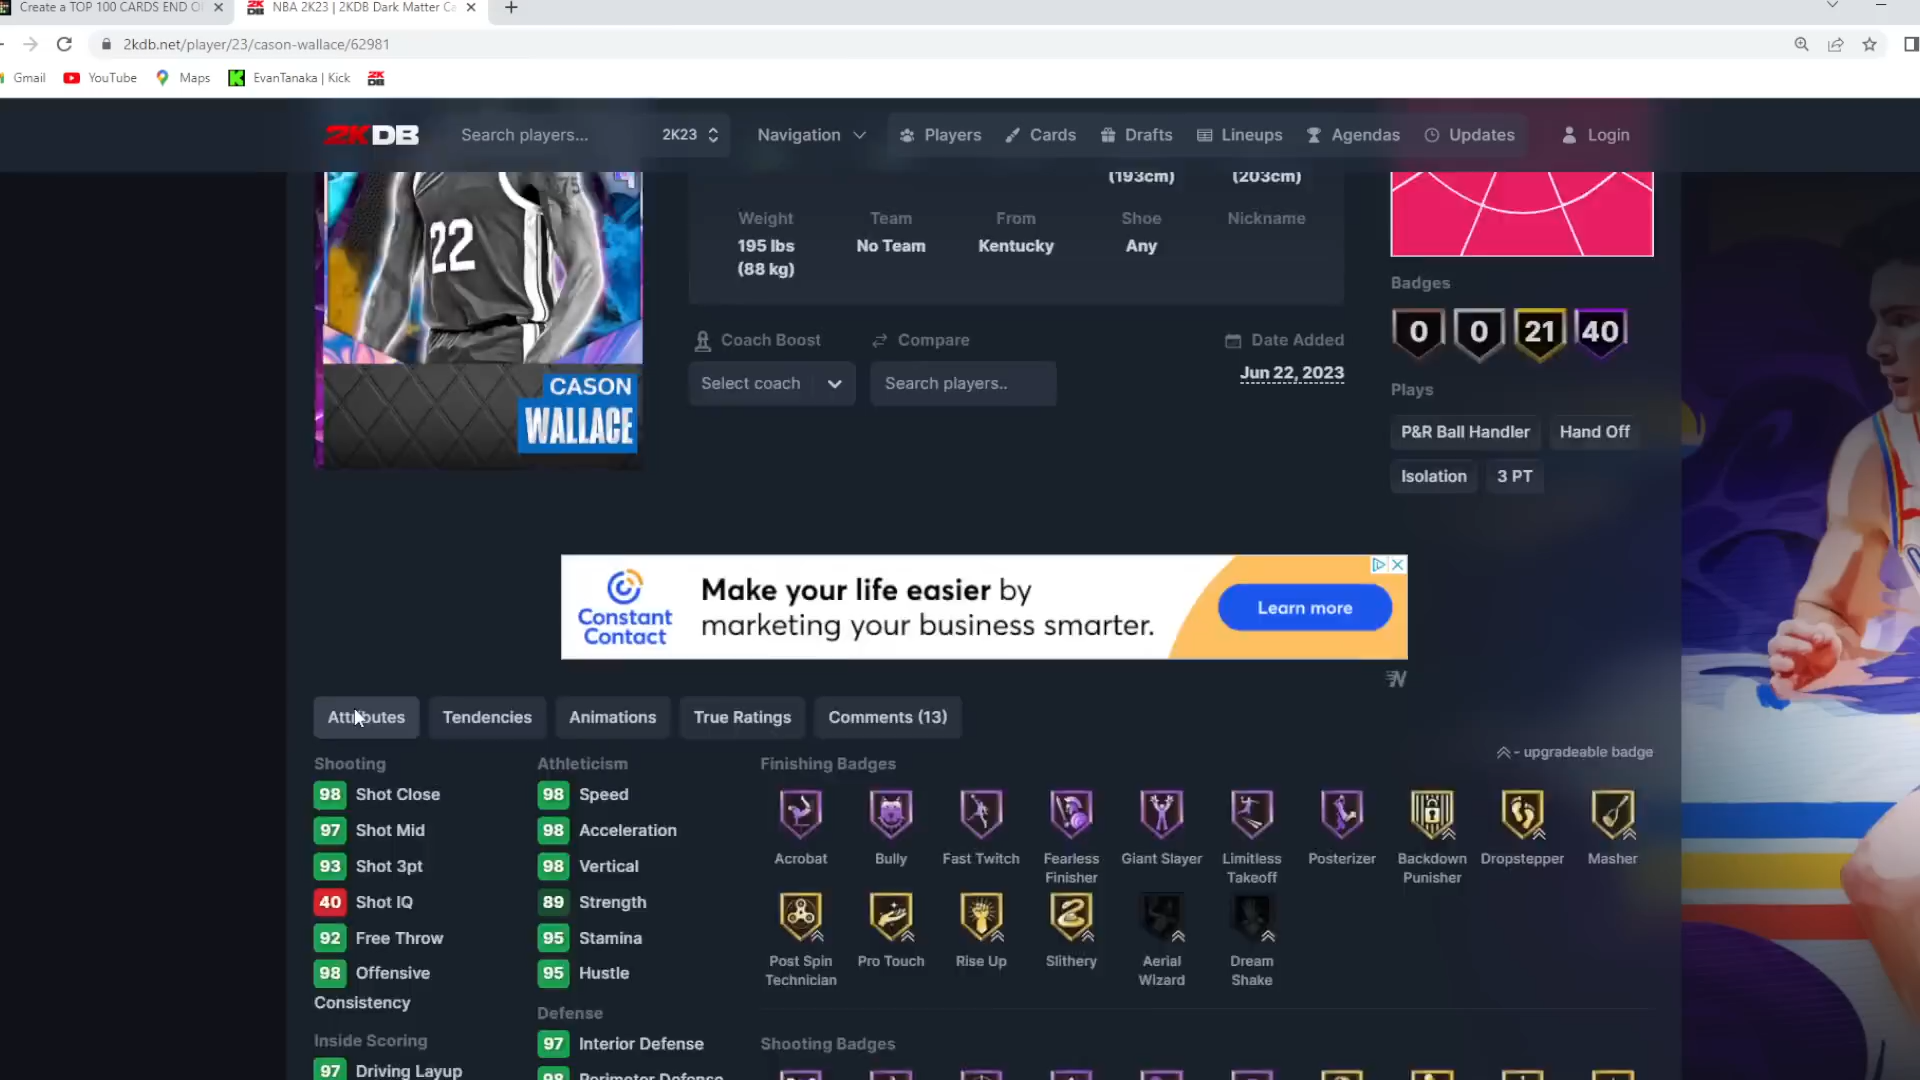 Create a TOP 100 CARDS END O
NBA 2K23 | 2KDB Dark Matter Ca
2kdb.net/player/23/cason-wallace/62981
Gmail
YouTube
Maps
EvanTanaka | Kick
2K DB
2KDB
Search players...
2K23
Navigation
Players
Cards
Drafts
Lineups
Agendas
Updates
Login
(193cm)
(203cm)
Weight
195 lbs
(88 kg)
Team
No Team
From
Kentucky
Shoe
Any
Nickname
22
CASON
WALLACE
Coach Boost
Select coach
Compare
Search players..
Date Added
Jun 22, 2023
Badges
0
0
21
40
Plays
P&R Ball Handler
Hand Off
Isolation
3 PT
Constant
Contact
Make your life easier by
marketing your business smarter.
Learn more
Attributes
Tendencies
Animations
True Ratings
Comments (13)
- upgradeable badge
Shooting
98 Shot Close
97 Shot Mid
93 Shot 3pt
40 Shot IQ
92 Free Throw
98 Offensive
Consistency
Inside Scoring
97 Driving Layup
Athleticism
98 Speed
98 Acceleration
98 Vertical
89 Strength
95 Stamina
95 Hustle
Defense
97 Interior Defense
98 Perimeter Defense
Finishing Badges
Acrobat
Bully
Fast Twitch
Fearless
Finisher
Giant Slayer
Limitless
Takeoff
Posterizer
Backdown
Punisher
Dropstepper
Masher
Post Spin
Technician
Pro Touch
Rise Up
Slithery
Aerial
Wizard
Dream
Shake
Shooting Badges